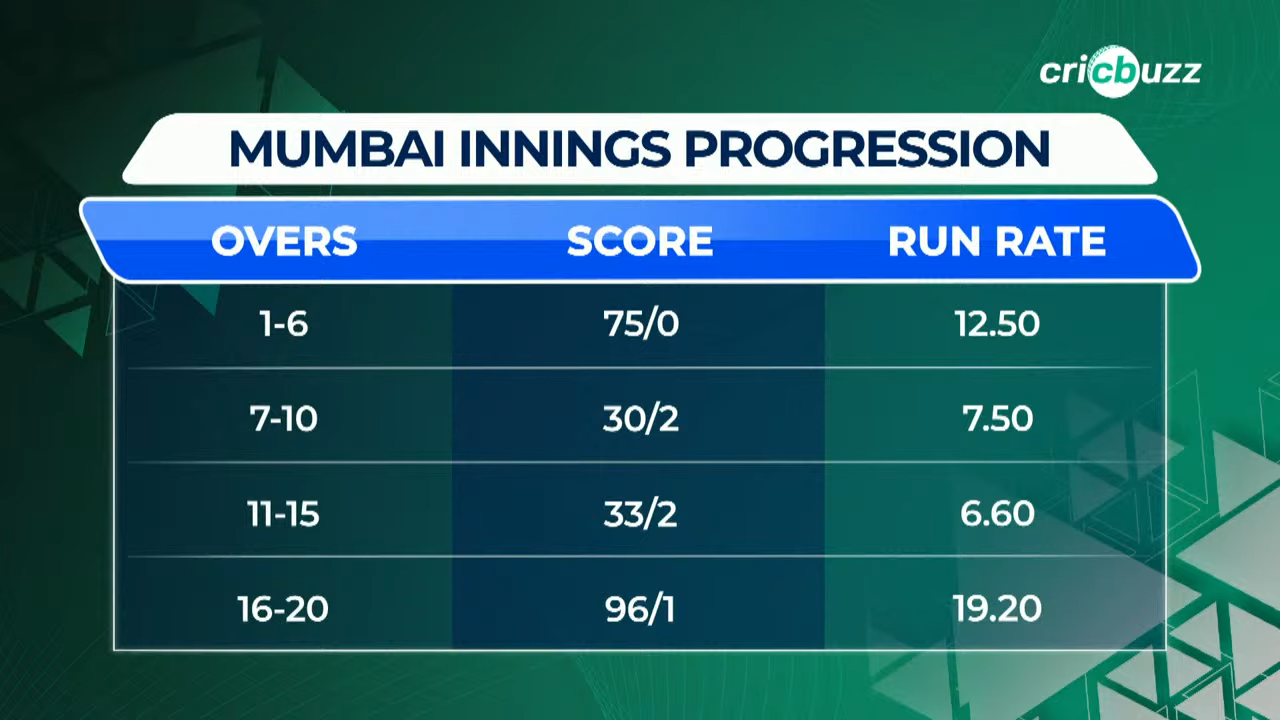 cricbuzz
MUMBAI INNINGS PROGRESSION
OVERS SCORE RUN RATE
1-6 75/0 12.50
7-10 30/2 7.50
11-15 33/2 6.60
16-20 96/1 19.20